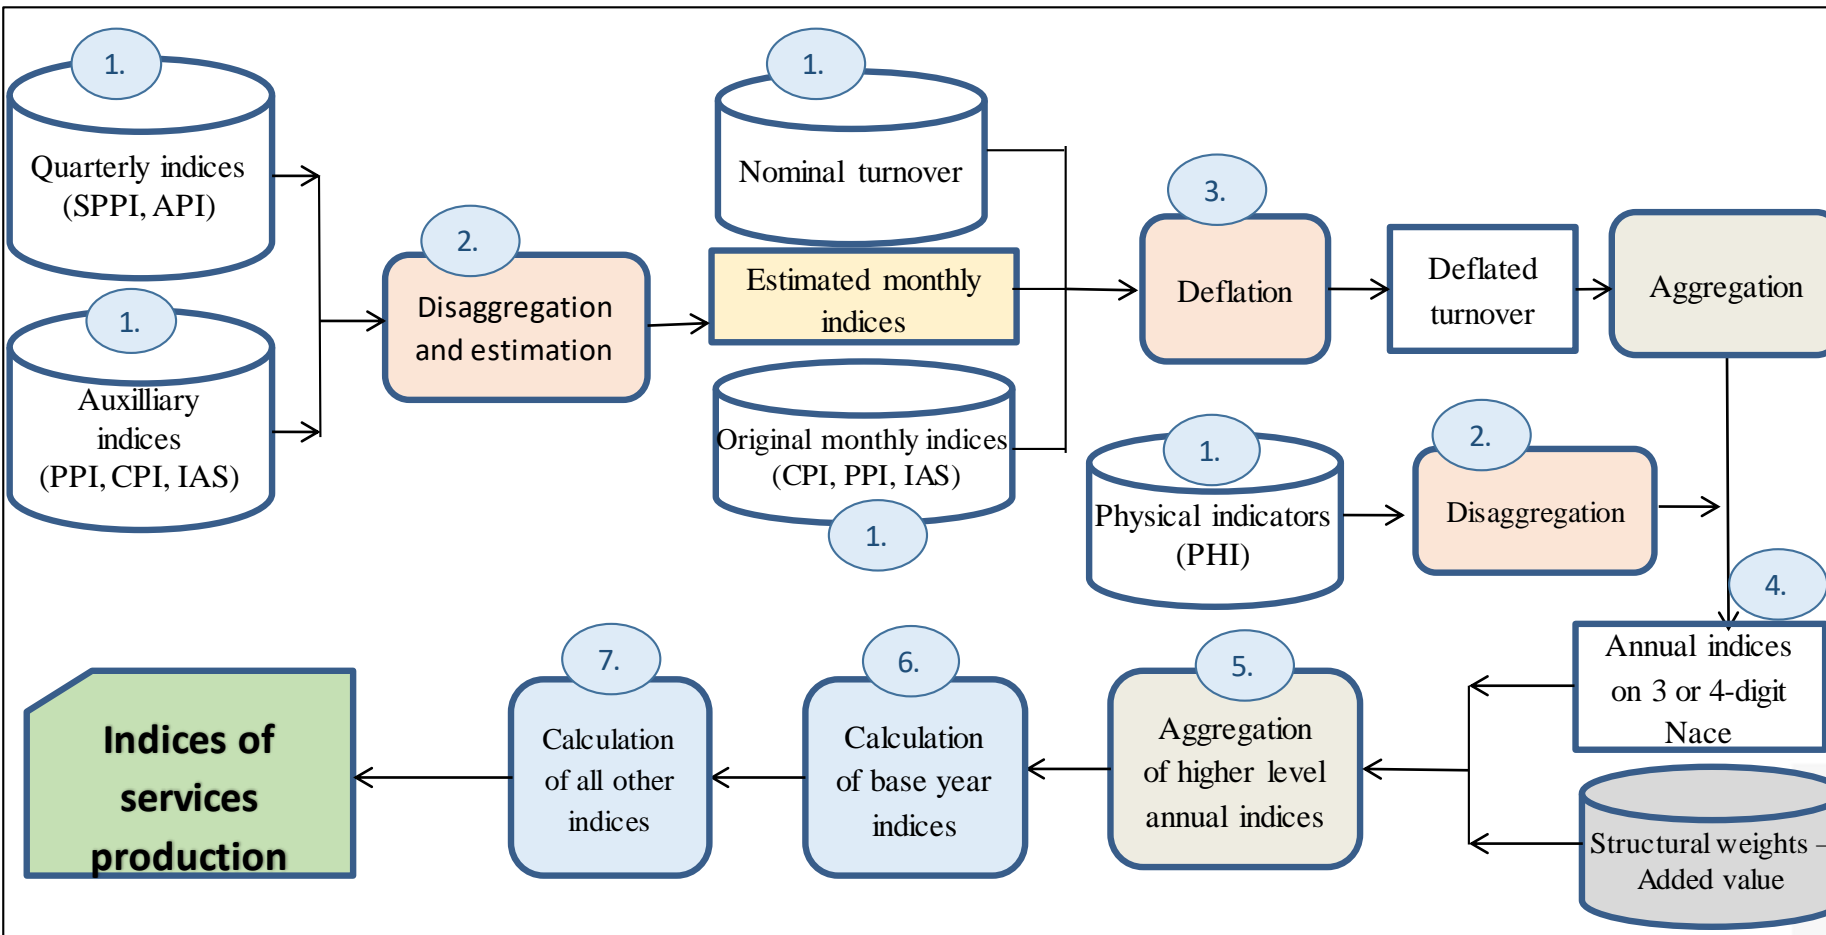 1.
Quarterly indices
(SPPI, API)
1.
Auxilliary
indices
(PPI, CPI, IAS)
2.
Disaggregation
and estimation
1.
Nominal turnover
Estimated monthly
indices
Original monthly indices
(CPI, PPI, IAS)
1.
3.
Deflation
Deflated
turnover
Aggregation
1.
Physical indicators
(PHI)
2.
Disaggregation
4.
Annual indices
on 3 or 4-digit
Nace
Structural weights –
Added value
5.
Aggregation
of higher level
annual indices
6.
Calculation
of base year
indices
7.
Calculation
of all other
indices
Indices of
services
production